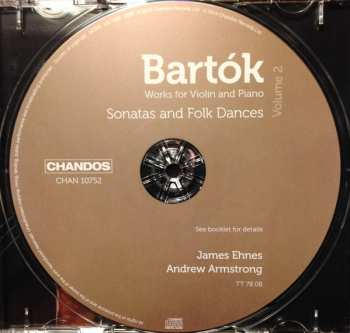 Bartók
Works for Violin and Piano
Sonatas and Folk Dances
Volume 2
CHANDOS
CHAN 10752
See booklet for details
James Ehnes
Andrew Armstrong
TT 78:08